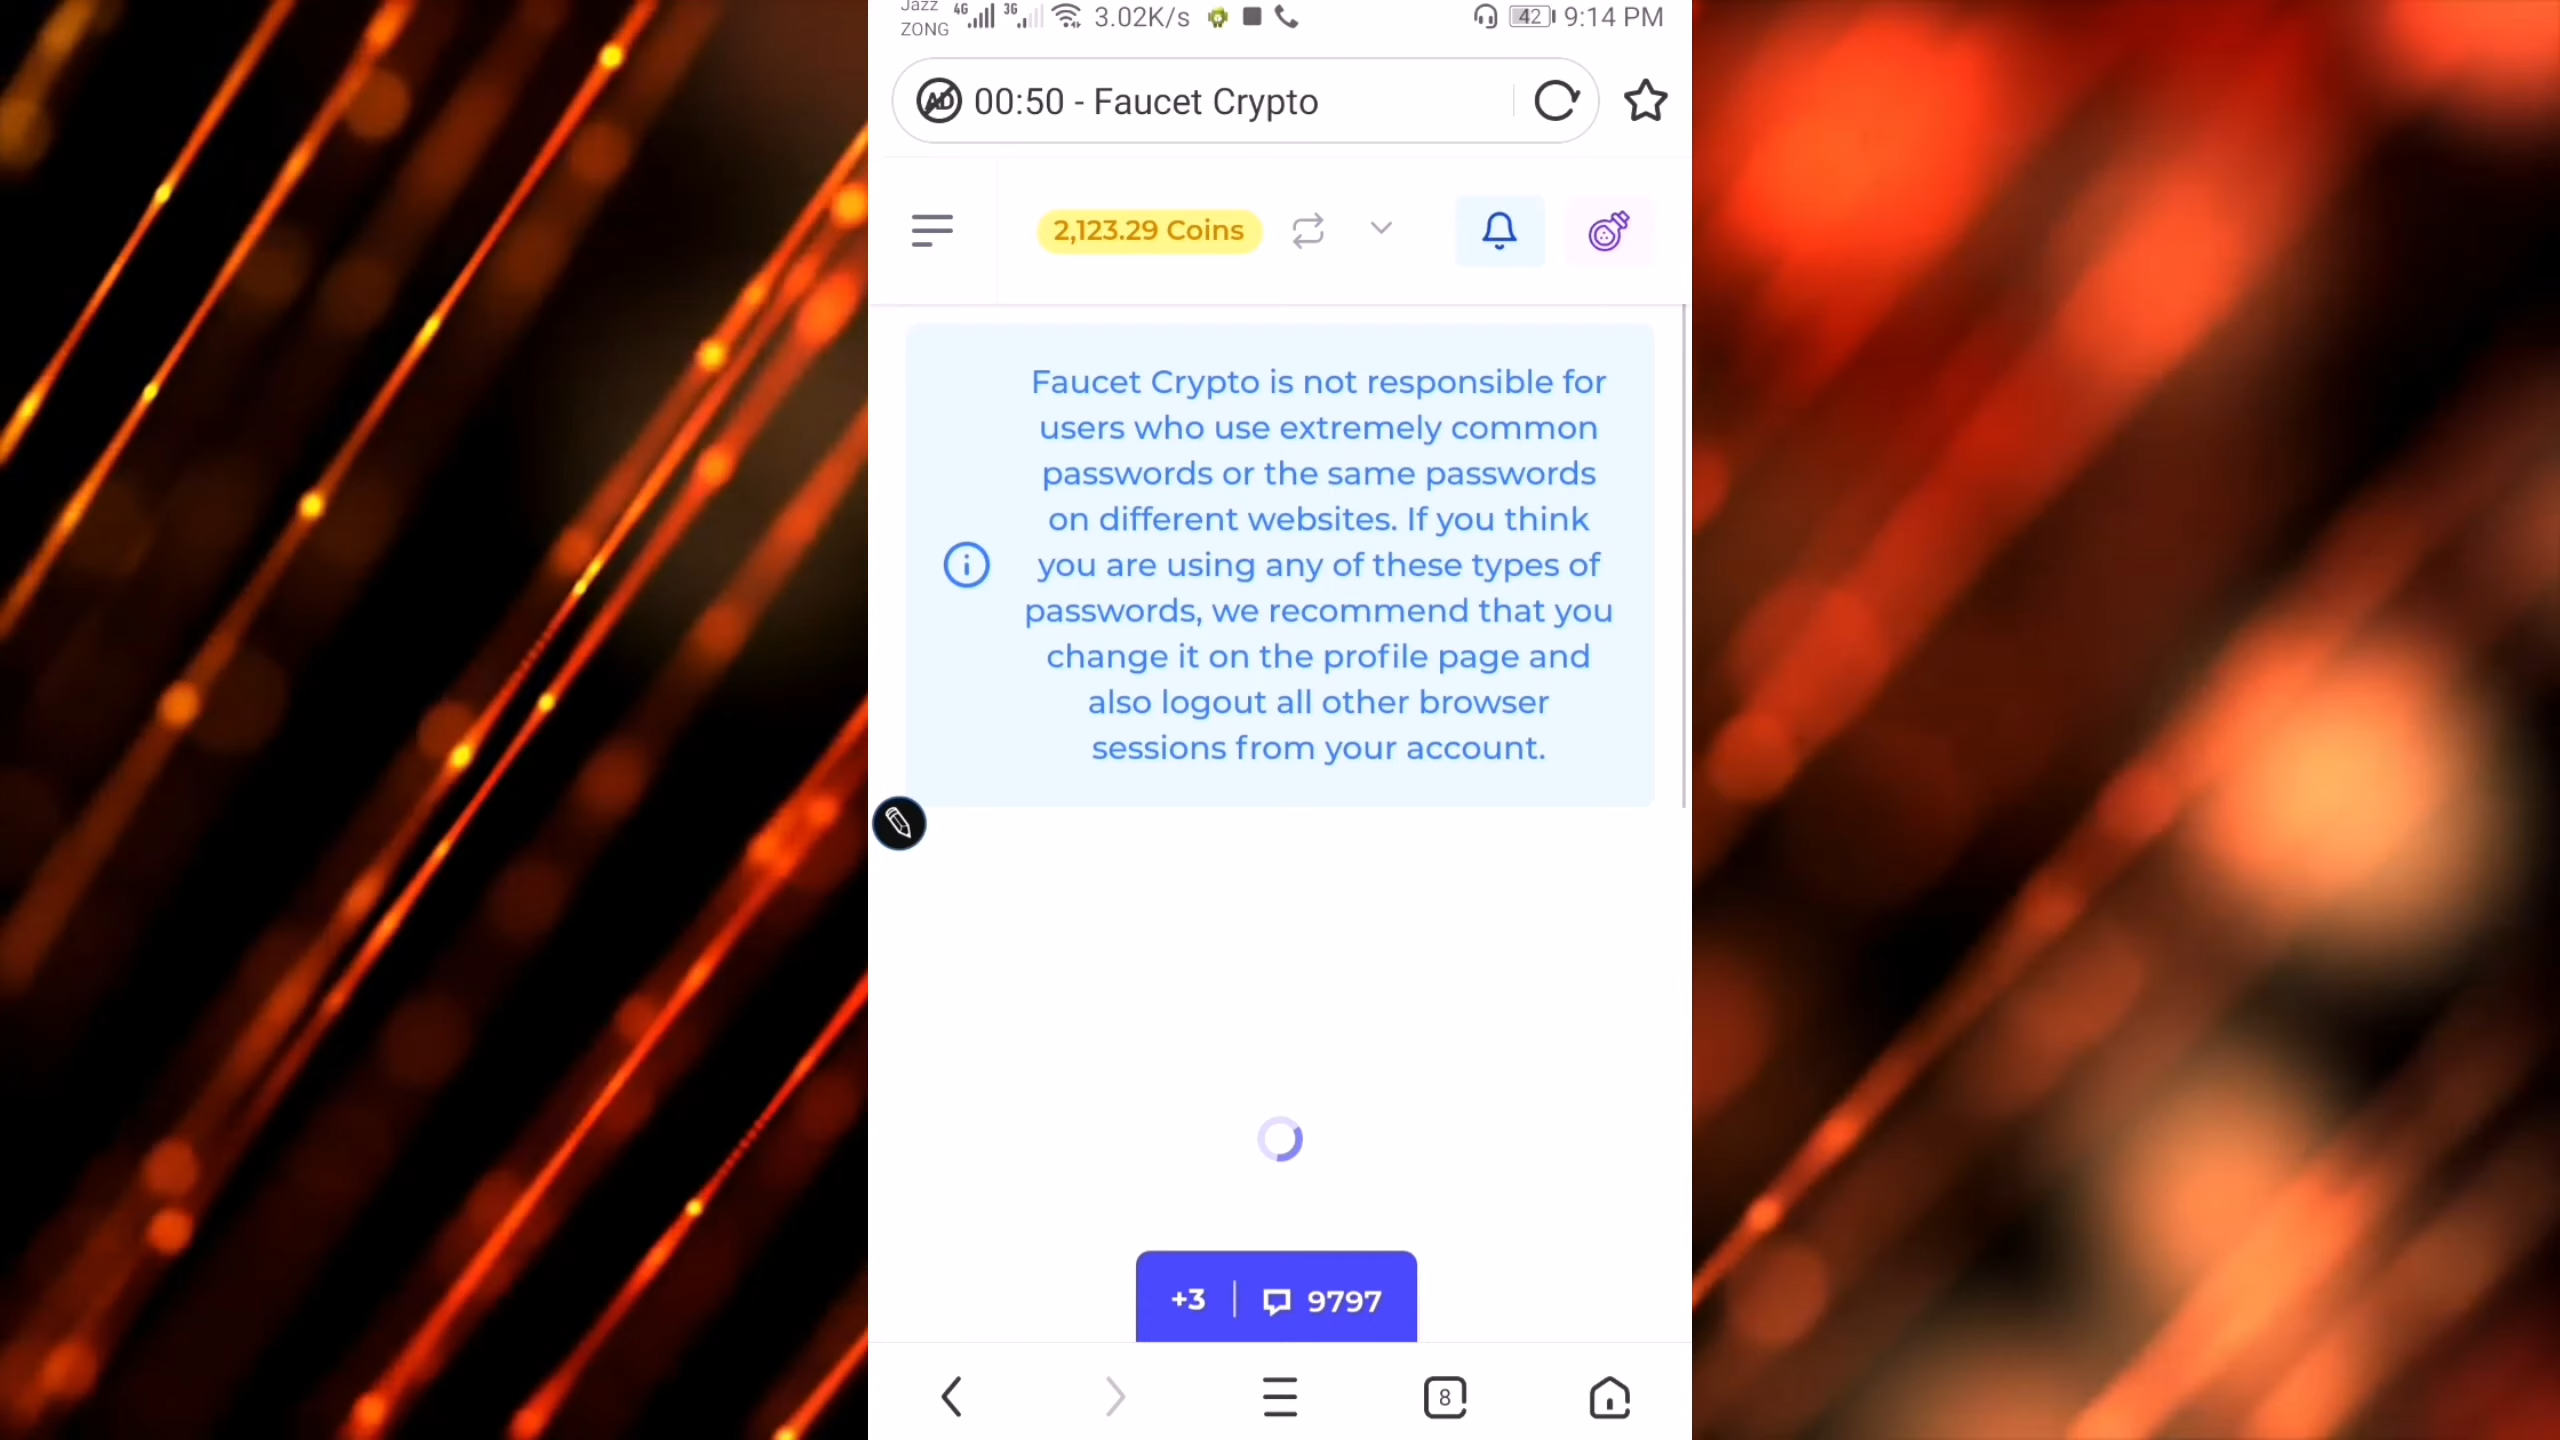 Jazz
ZONG
4G
3G
3.02K/s
42
9:14 PM
AD
00:50 - Faucet Crypto
2,123.29 Coins
Faucet Crypto is not responsible for
users who use extremely common
passwords or the same passwords
on different websites. If you think
you are using any of these types of
passwords, we recommend that you
change it on the profile page and
also logout all other browser
sessions from your account.
+3
9797
8